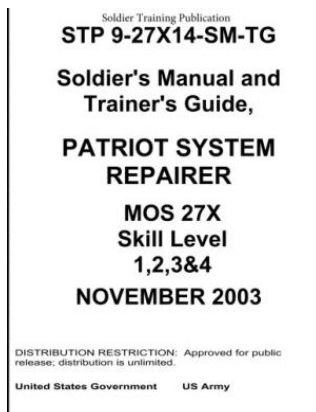 Soldier Training Publication
STP 9-27X14-SM-TG
Soldier's Manual and
Trainer's Guide,
PATRIOT SYSTEM
REPAIRER
MOS 27X
Skill Level
1,2,3&4
NOVEMBER 2003
DISTRIBUTION RESTRICTION: Approved for public
release; distribution is unlimited.
United States Government US Army